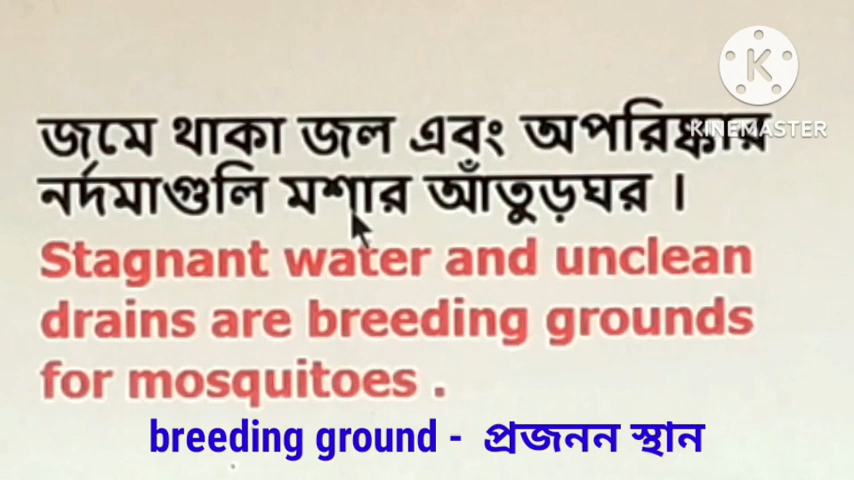 KINEMASTER
জমে থাকা জল এবং অপরিষ্কার
নর্দমাগুলি মশার আঁতুড়ঘর ।
Stagnant water and unclean
drains are breeding grounds
for mosquitoes .
breeding ground - প্রজনন স্থান